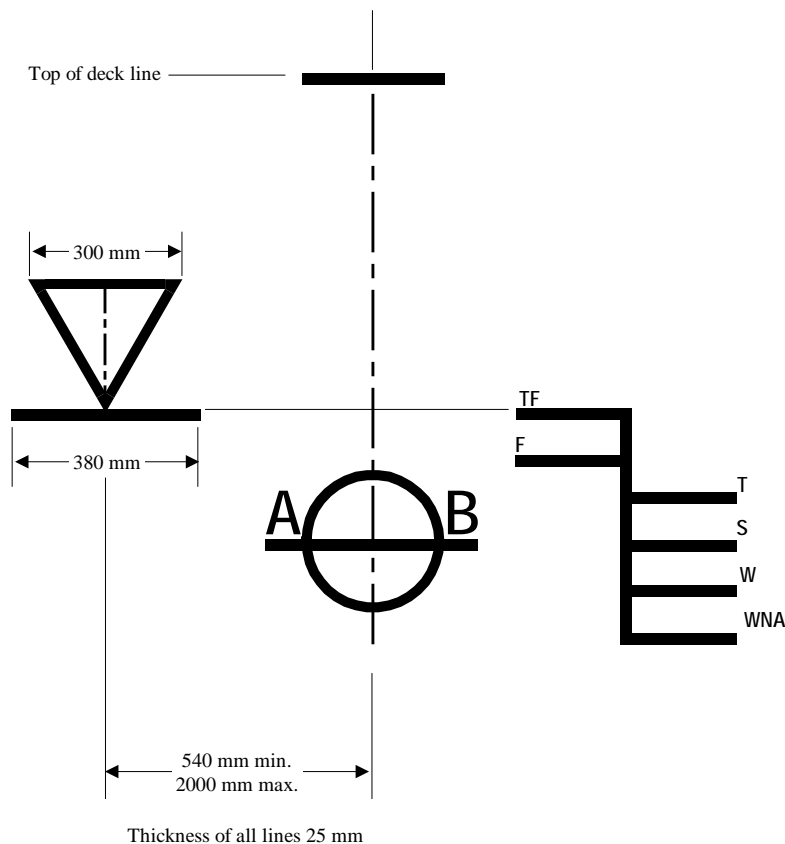 Top of deck line
300 mm
TF
F
380 mm
T
A B
S
W
WNA
540 mm min.
2000 mm max.
Thickness of all lines 25 mm